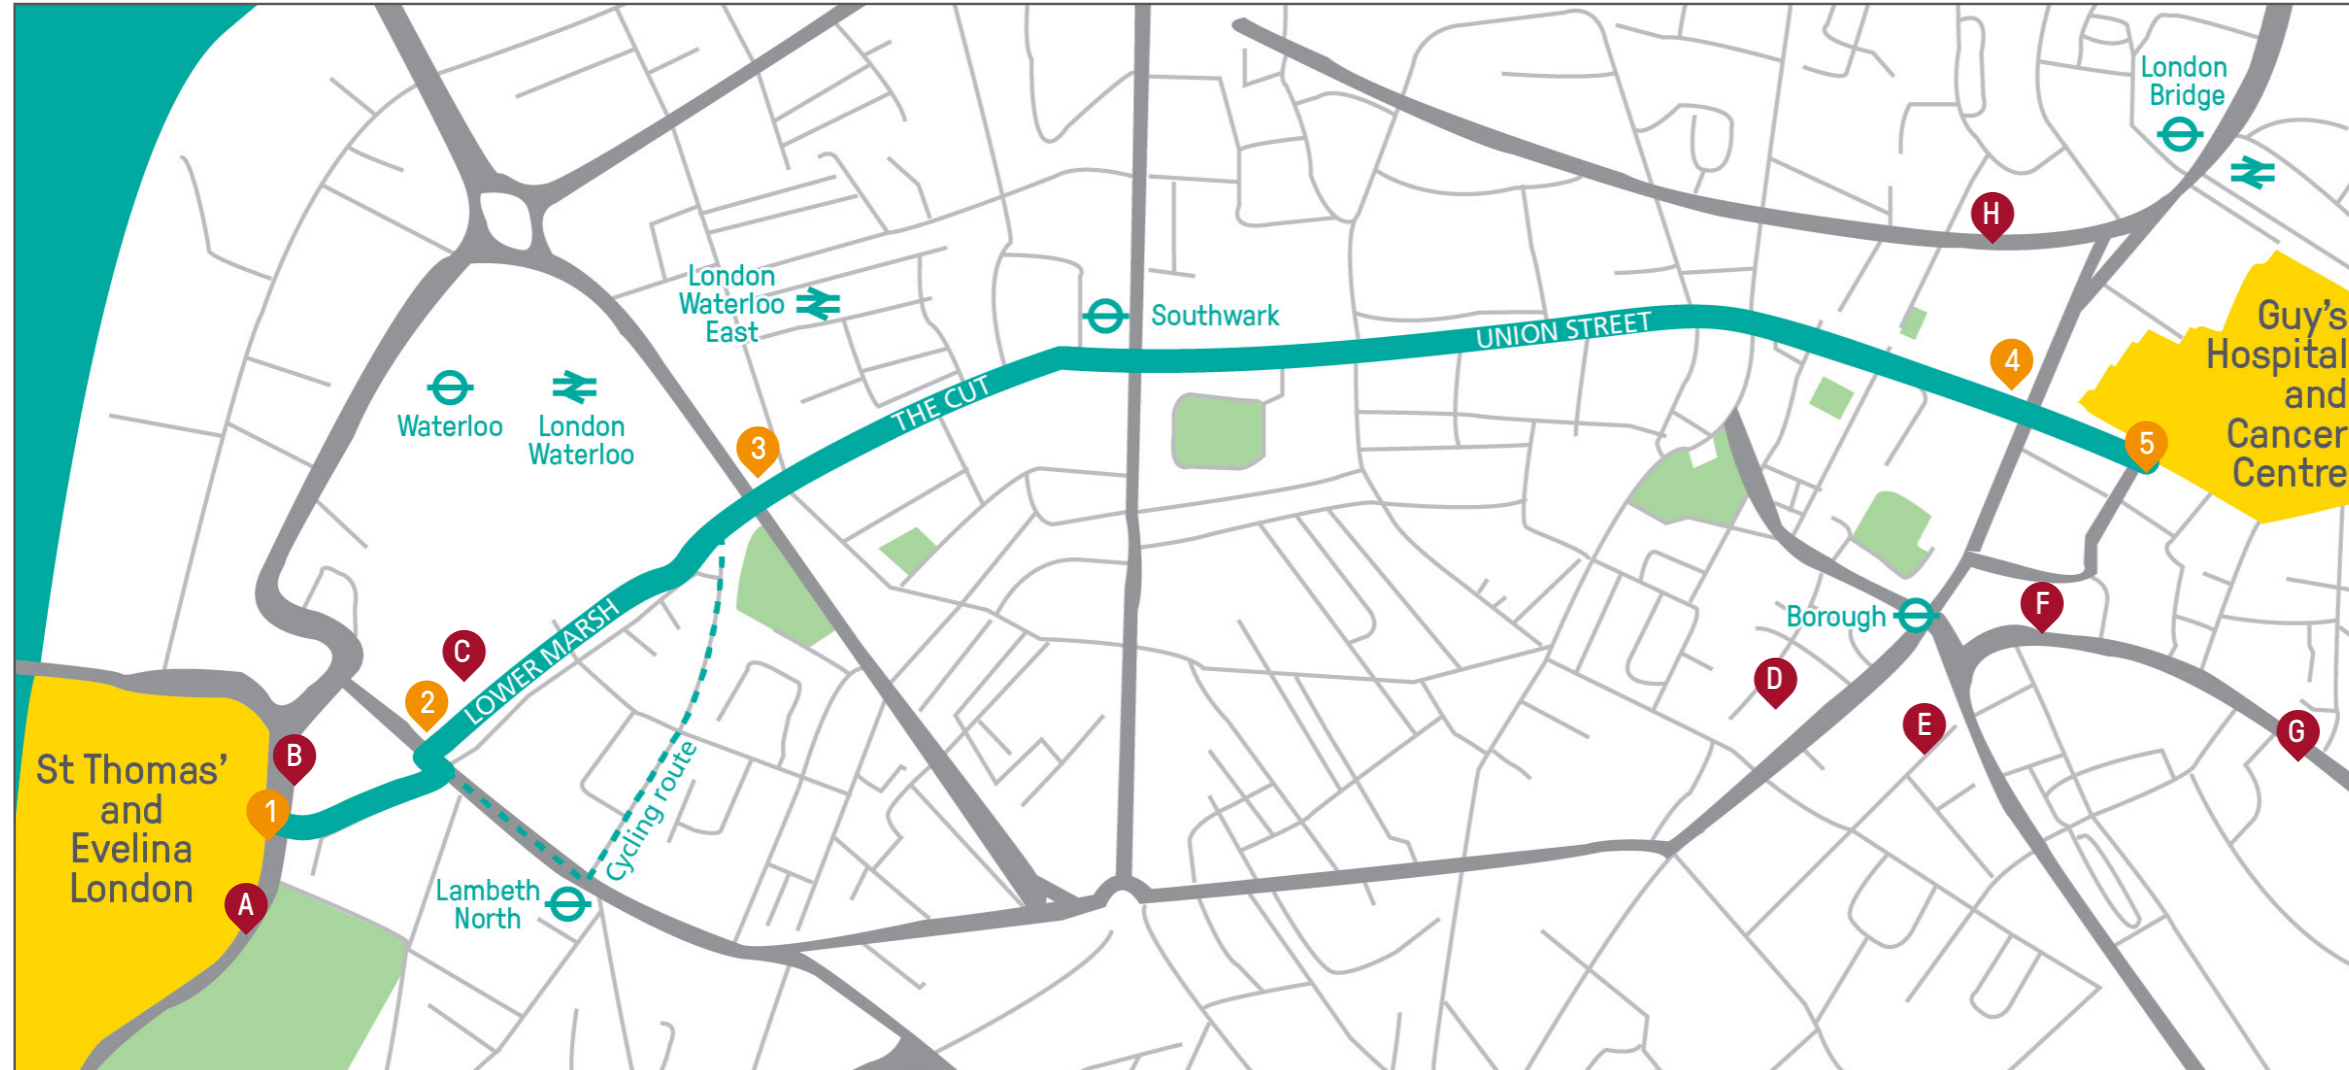 London
Bridge
H
London
Waterloo
East
Southwark
UNION STREET
Guy's
Hospital
and
Cancer
Centre
4
5
THE CUT
Waterloo
London
Waterloo
3
Borough
F
D
E
G
C
2
LOWER MARSH
B
1
St Thomas'
and
Evelina
London
A
Cycling route
Lambeth
North